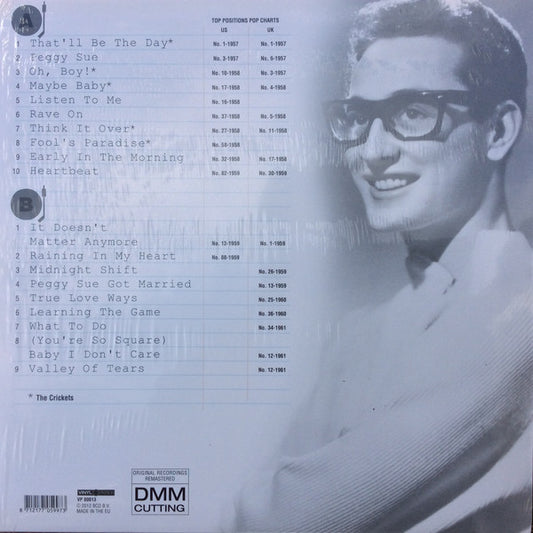 TOP POSITIONS POP CHARTS
US UK
A
1 That'll Be The Day* No. 1-1957 No. 1-1957
2 Peggy Sue No. 3-1957 No. 6-1957
3 Oh, Boy!* No. 10-1958 No. 3-1957
4 Maybe Baby* No. 17-1958 No. 4-1958
5 Listen To Me No. 16-1958
6 Rave On No. 37-1958 No. 5-1958
7 Think It Over* No. 27-1958 No. 11-1958
8 Fool's Paradise* No. 58-1958
9 Early In The Morning No. 32-1958 No. 17-1958
10 Heartbeat No. 82-1959 No. 30-1959
B
1 It Doesn't
Matter Anymore No. 13-1959 No. 1-1959
2 Raining In My Heart No. 88-1959
3 Midnight Shift No. 26-1959
4 Peggy Sue Got Married No. 13-1959
5 True Love Ways No. 25-1960
6 Learning The Game No. 36-1960
7 What To Do No. 34-1961
8 (You're So Square)
Baby I Don't Care No. 12-1961
9 Valley Of Tears No. 12-1961
* The Crickets
ORIGINAL RECORDINGS
REMASTERED
DMM
CUTTING
VINYL PASSION
VP 80013
© 2012 BCD B.V.
MADE IN THE EU
8 712177 059973